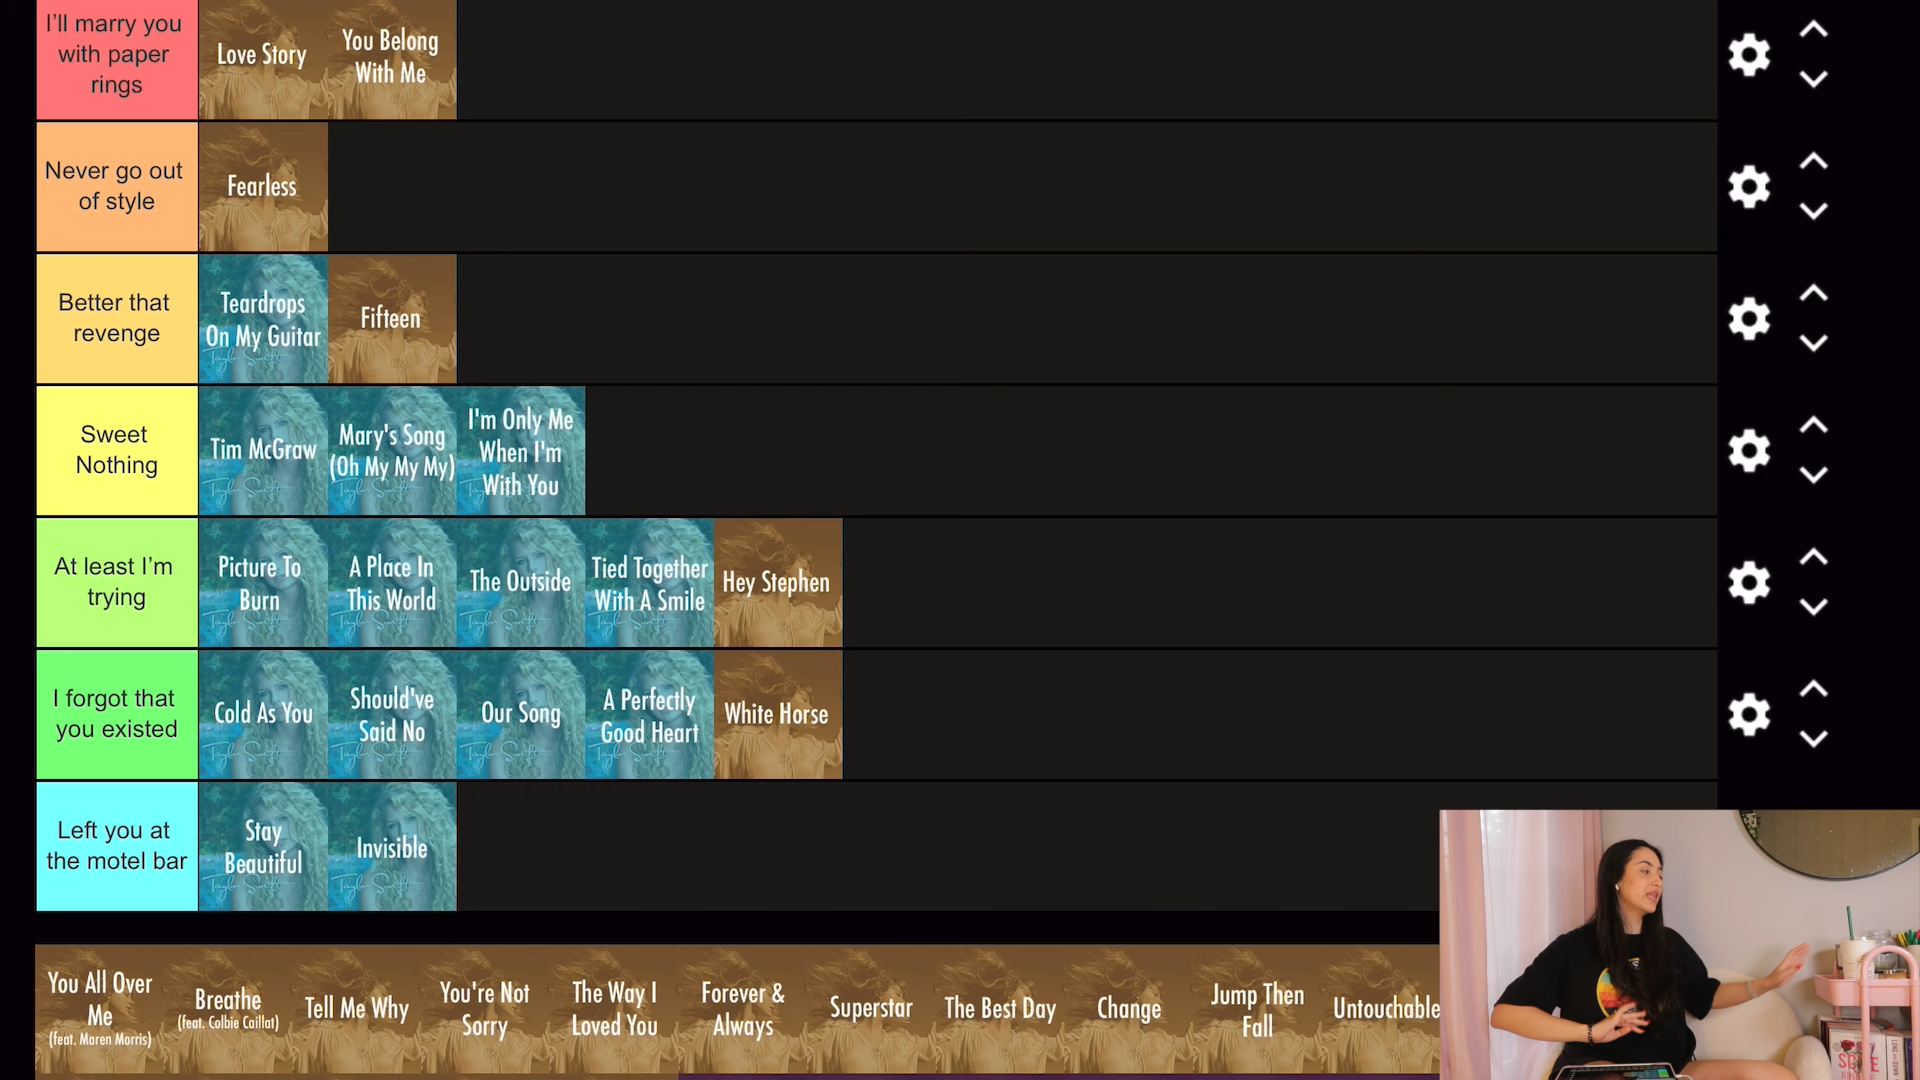 I'll marry you
with paper
rings
Love Story
You Belong
With Me
Never go out
of style
Fearless
Better that
revenge
Teardrops
On My Guitar
Fifteen
Sweet
Nothing
Tim McGraw
Mary's Song
(Oh My My My)
I'm Only Me
When I'm
With You
At least I'm
trying
Picture To
Burn
A Place In
This World
The Outside
Tied Together
With A Smile
Hey Stephen
I forgot that
you existed
Cold As You
Should've
Said No
Our Song
A Perfectly
Good Heart
White Horse
Left you at
the motel bar
Stay
Beautiful
Invisible
You All Over
Me
(feat. Maren Morris)
Breathe
(feat. Colbie Caillat)
Tell Me Why
You're Not
Sorry
The Way I
Loved You
Forever &
Always
Superstar
The Best Day
Change
Jump Then
Fall
Untouchable